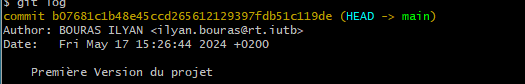 $ git log
commit b07681c1b48e45ccd265612129397fdb51c119de (HEAD -> main)
Author: BOURAS ILYAN <ilyan.bouras@rt.iutb>
Date:   Fri May 17 15:26:44 2024 +0200
Première Version du projet